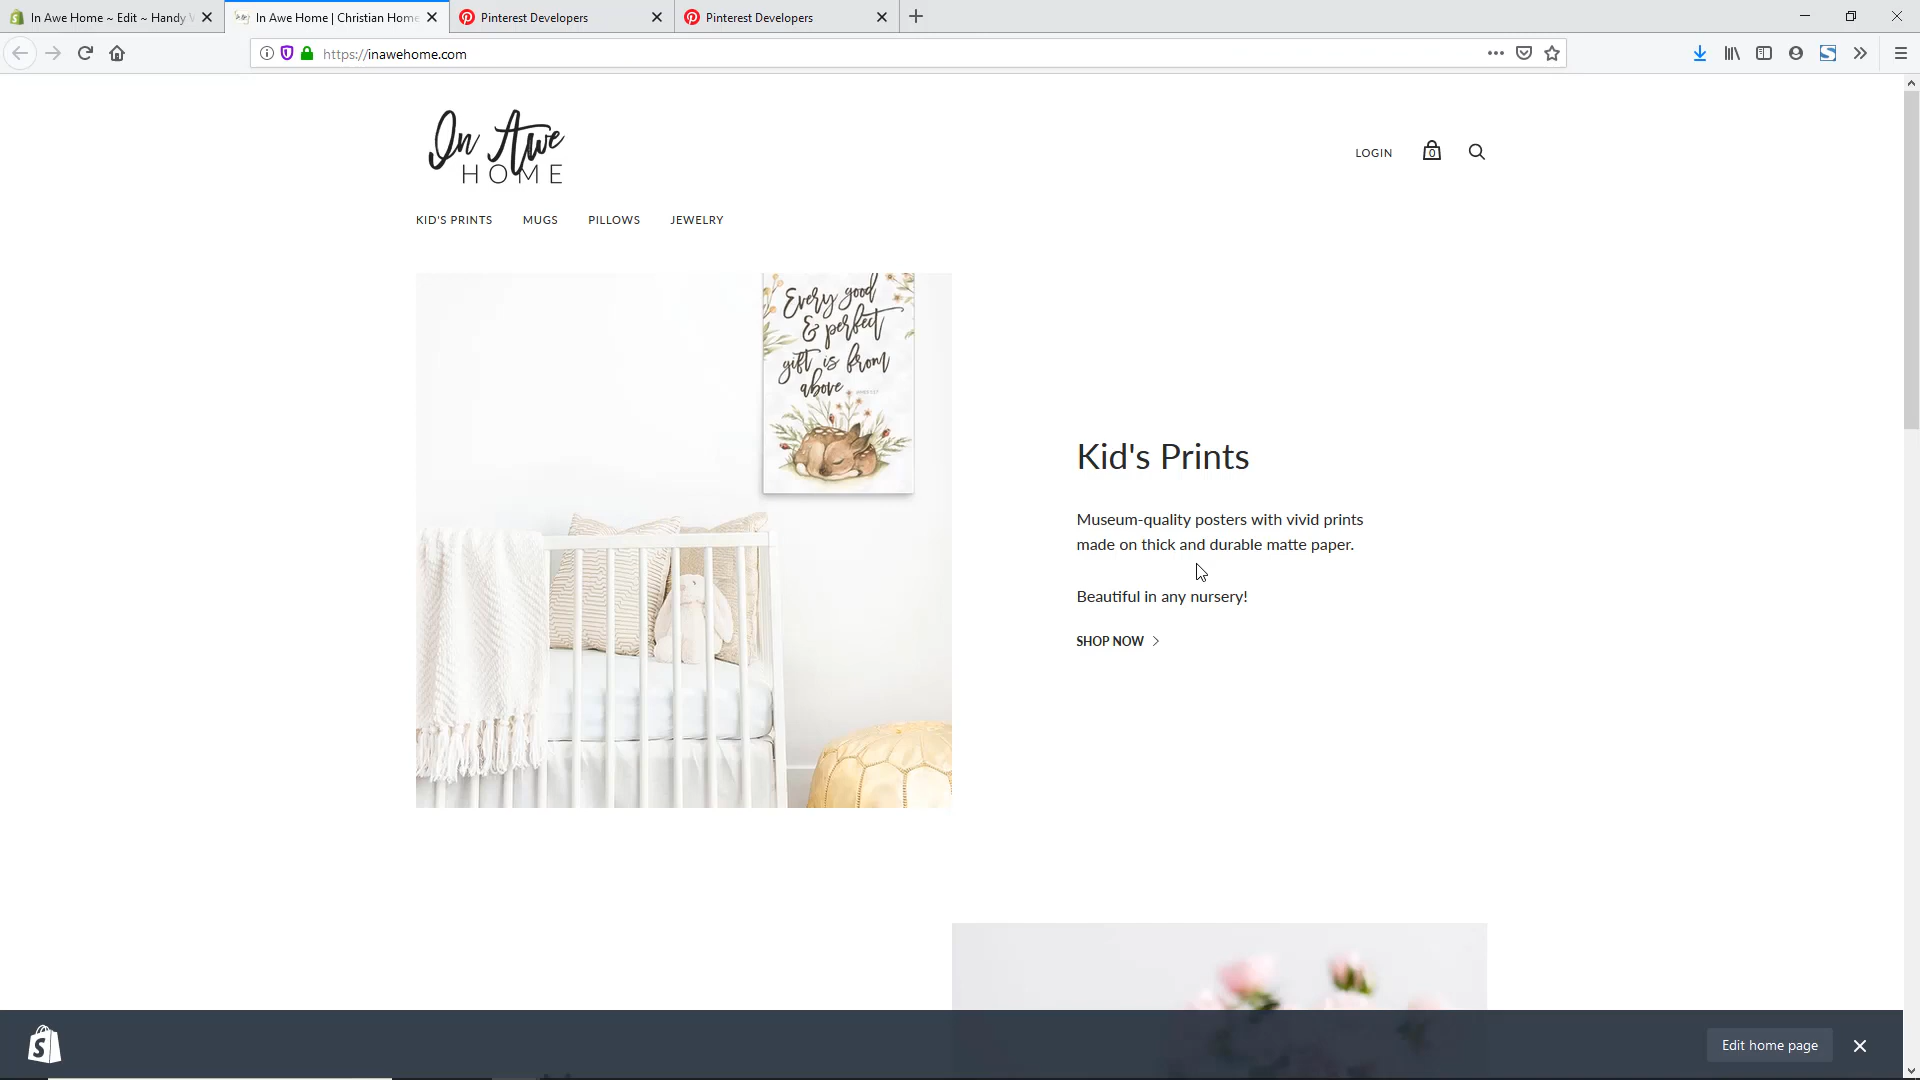 In Awe Home ~ Edit ~ Handy
In Awe Home | Christian Home
Pinterest Developers
Pinterest Developers
https://inawehome.com
In Awe
HOME
LOGIN
0
KID'S PRINTS
MUGS
PILLOWS
JEWELRY
Every good
& perfect
gift is from
above
Kid's Prints
Museum-quality posters with vivid prints
made on thick and durable matte paper.
Beautiful in any nursery!
SHOP NOW
S
Edit home page